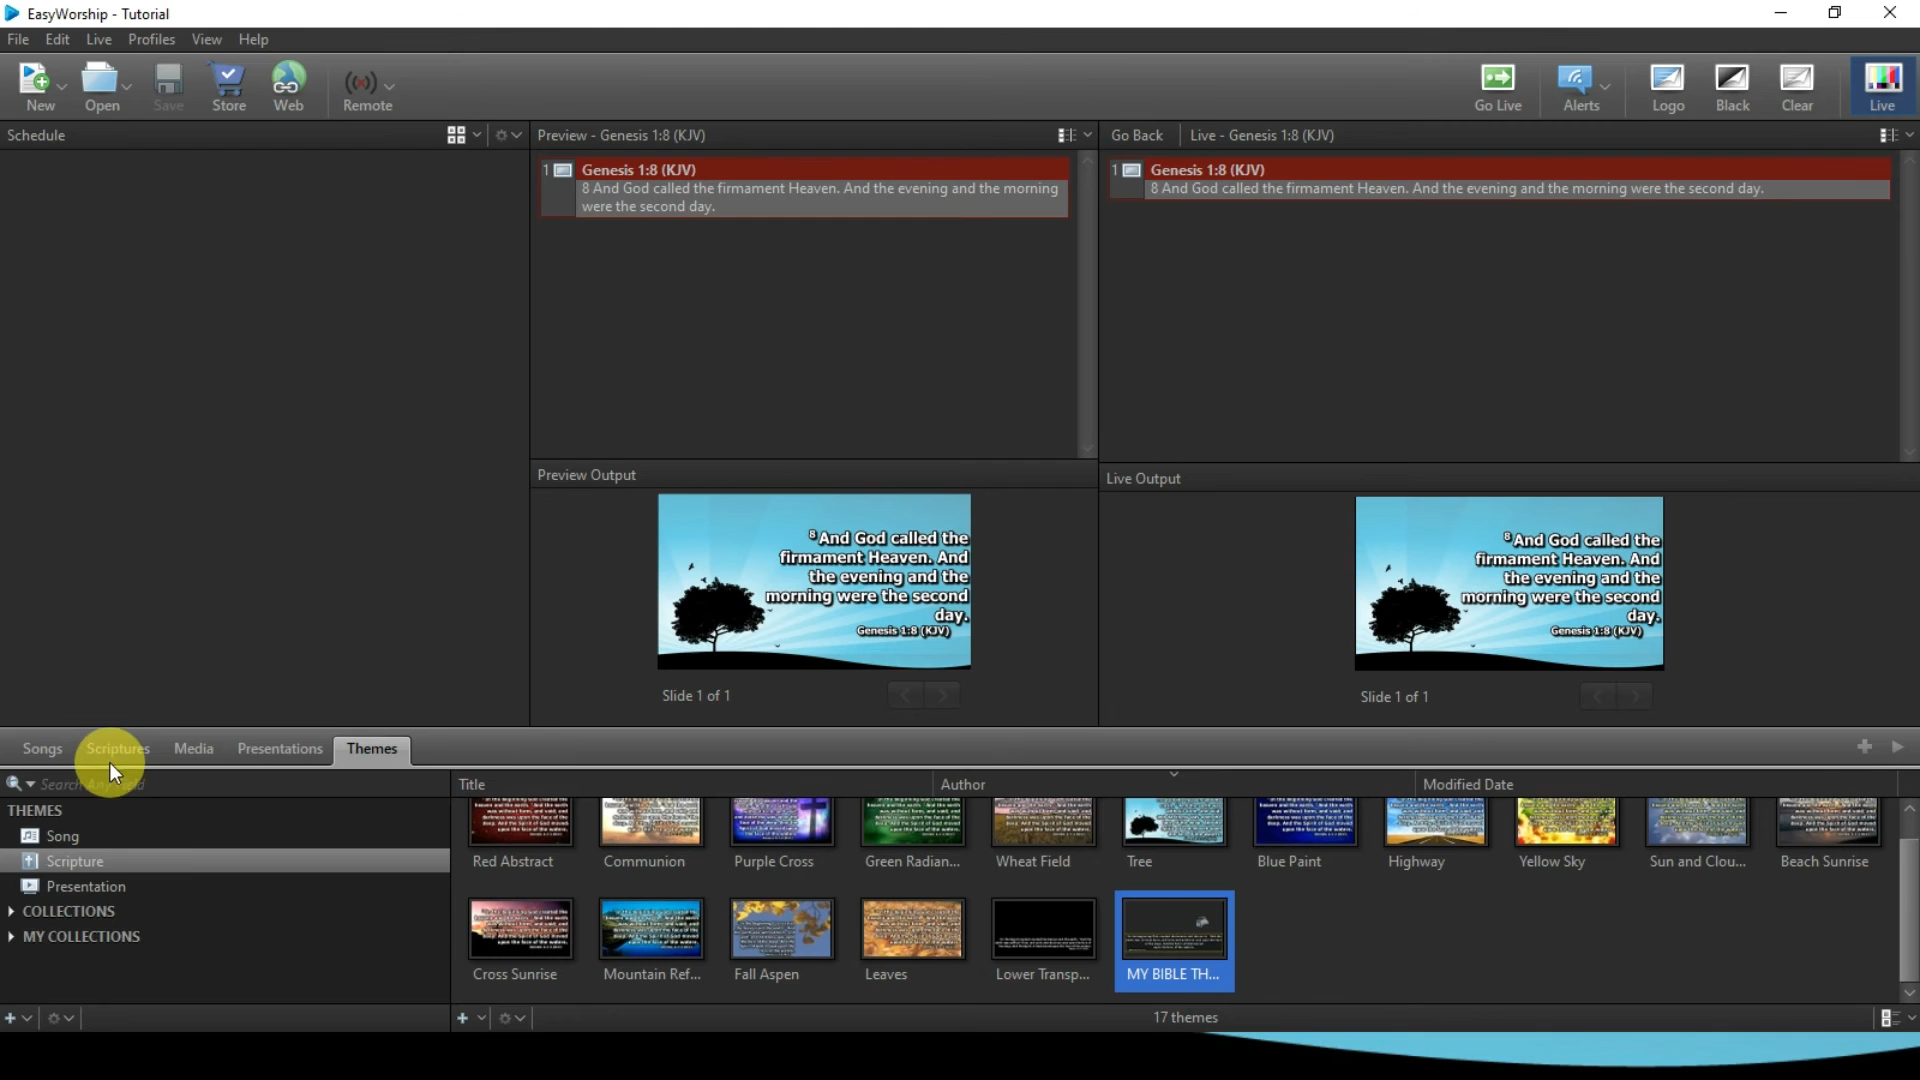 EasyWorship - Tutorial
File Edit Live Profiles View Help
New Open Save Store Web Remote Go Live Alerts Logo Black Clear Live
Schedule
Preview - Genesis 1:8 (KJV)
1 Genesis 1:8 (KJV)
8 And God called the firmament Heaven. And the evening and the morning
were the second day.
Go Back Live - Genesis 1:8 (KJV)
1 Genesis 1:8 (KJV)
8 And God called the firmament Heaven. And the evening and the morning were the second day.
Preview Output
8 And God called the
firmament Heaven. And
the evening and the
morning were the second
day.
Genesis 1:8 (KJV)
Slide 1 of 1
Live Output
8 And God called the
firmament Heaven. And
the evening and the
morning were the second
day.
Genesis 1:8 (KJV)
Slide 1 of 1
Songs Scriptures Media Presentations Themes
Search Any Field
THEMES
Song
Scripture
Presentation
COLLECTIONS
MY COLLECTIONS
Title Author Modified Date
Red Abstract Communion Purple Cross Green Radian... Wheat Field Tree Blue Paint Highway Yellow Sky Sun and Clou... Beach Sunrise
Cross Sunrise Mountain Ref... Fall Aspen Leaves Lower Transp... MY BIBLE TH...
17 themes